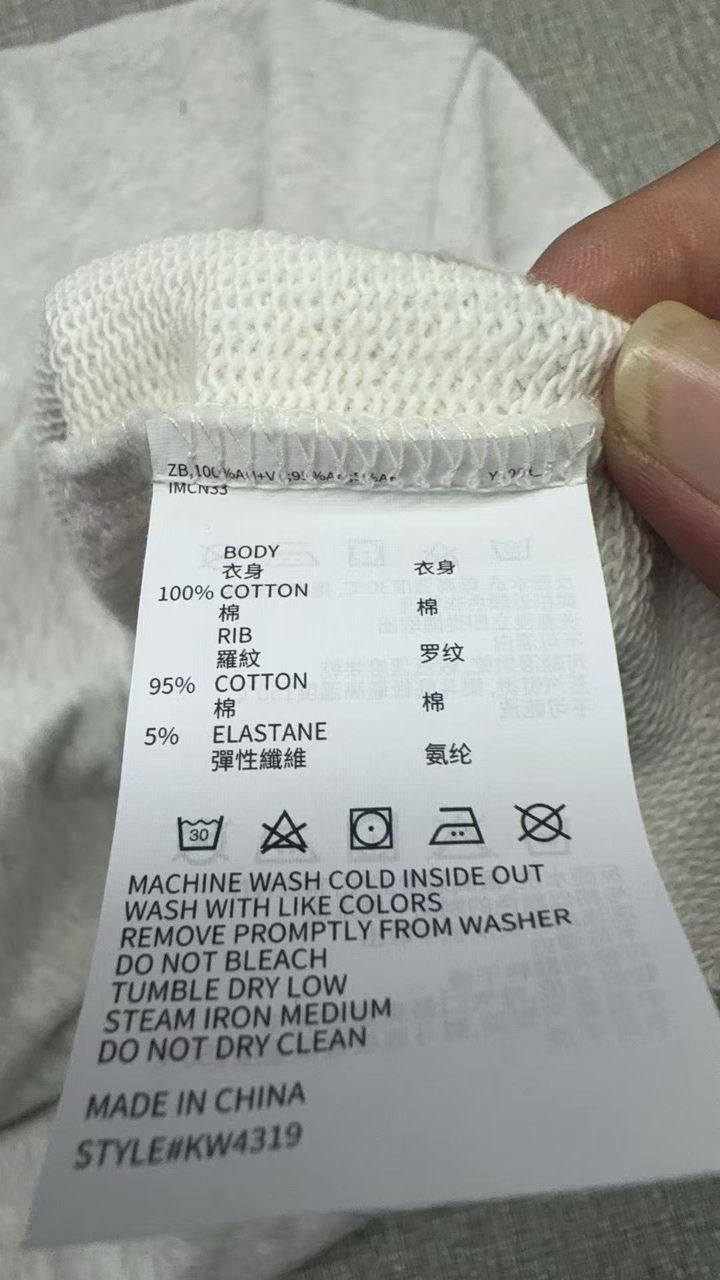 IMCN33
BODY
衣身 衣身
100% COTTON
棉 棉
RIB
羅紋 罗纹
95% COTTON
棉 棉
5% ELASTANE
彈性纖維 氨纶
30
MACHINE WASH COLD INSIDE OUT
WASH WITH LIKE COLORS
REMOVE PROMPTLY FROM WASHER
DO NOT BLEACH
TUMBLE DRY LOW
STEAM IRON MEDIUM
DO NOT DRY CLEAN
MADE IN CHINA
STYLE#KW4319